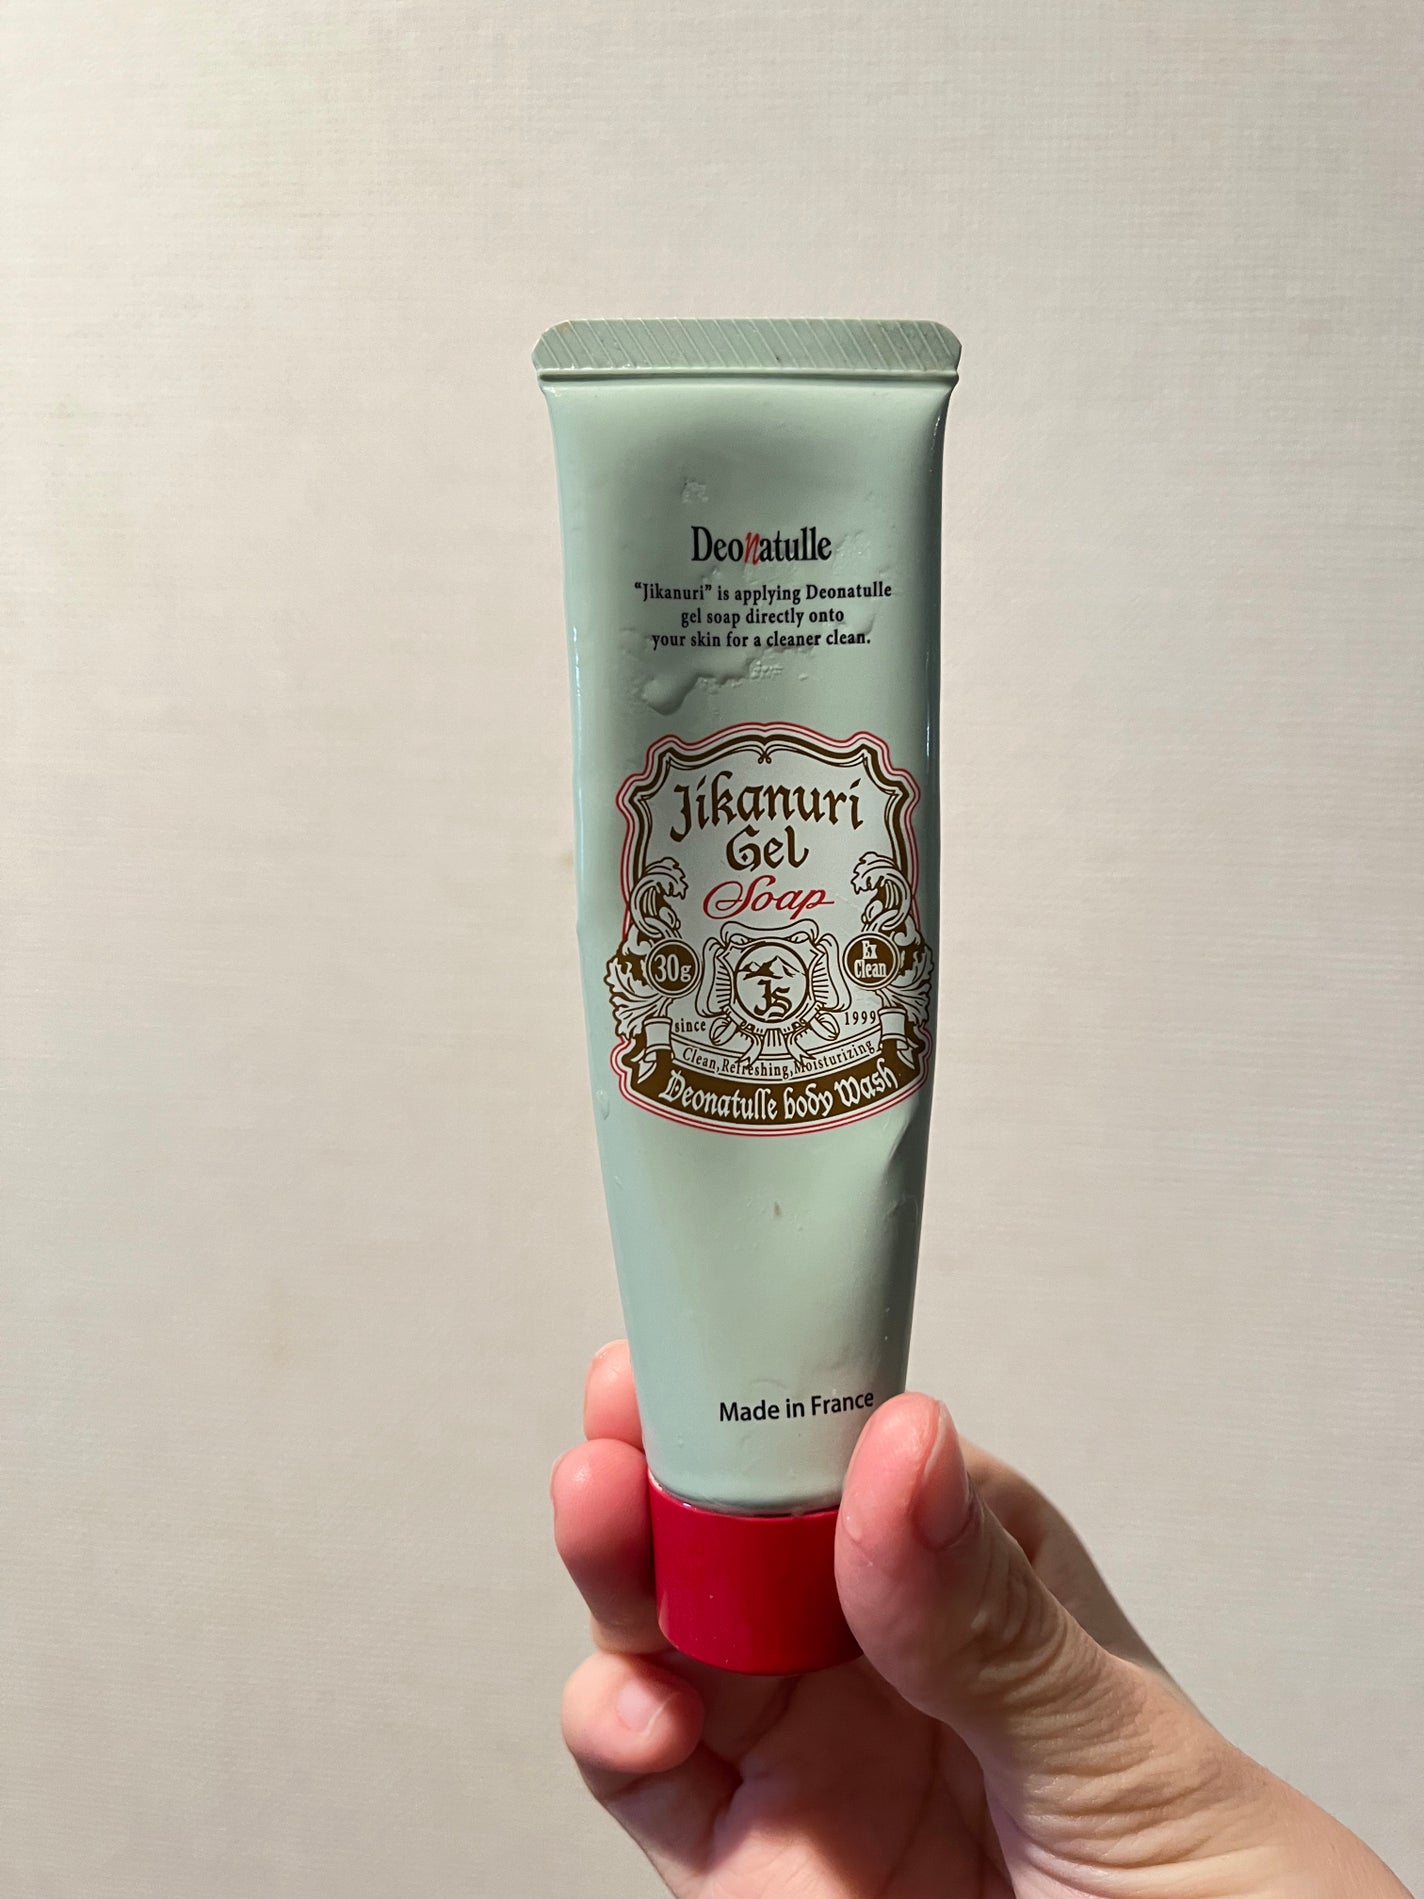 Deonatulle
“Jikanuri” is applying Deonatulle
gel soap directly onto
your skin for a cleaner clean.
Jikanuri
Gel
Soap
30g
Ex
Clean
JS
since 1999
Clean,Refreshing,Moisturizing
Deonatulle body wash
Made in France